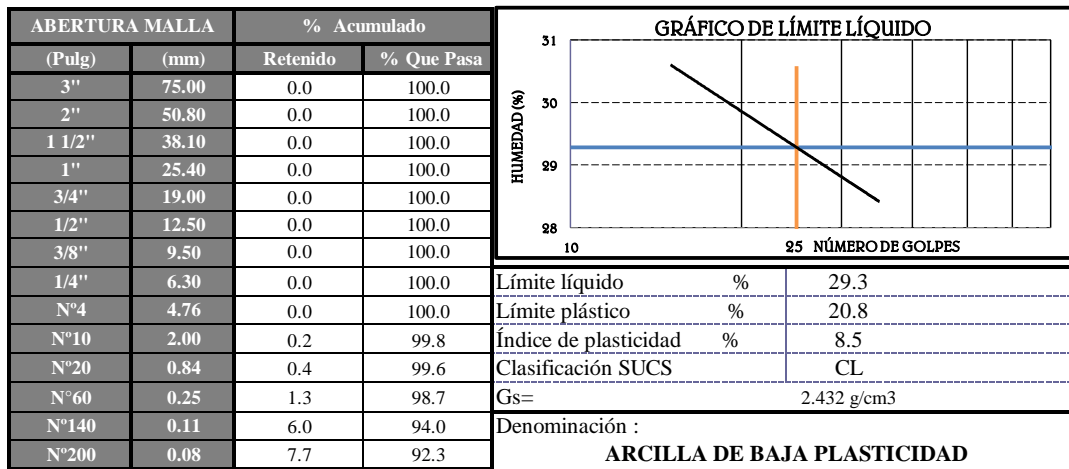 ABERTURA MALLA % Acumulado
(Pulg) (mm) Retenido % Que Pasa
3'' 75.00 0.0 100.0
2'' 50.80 0.0 100.0
1 1/2'' 38.10 0.0 100.0
1'' 25.40 0.0 100.0
3/4'' 19.00 0.0 100.0
1/2'' 12.50 0.0 100.0
3/8'' 9.50 0.0 100.0
1/4'' 6.30 0.0 100.0
Nº4 4.76 0.0 100.0
Nº10 2.00 0.2 99.8
Nº20 0.84 0.4 99.6
N°60 0.25 1.3 98.7
Nº140 0.11 6.0 94.0
Nº200 0.08 7.7 92.3
GRÁFICO DE LÍMITE LÍQUIDO
HUMEDAD (%)
31
30
29
28
10 25 NÚMERO DE GOLPES
Límite líquido % 29.3
Límite plástico % 20.8
Índice de plasticidad % 8.5
Clasificación SUCS CL
Gs= 2.432 g/cm3
Denominación :
ARCILLA DE BAJA PLASTICIDAD